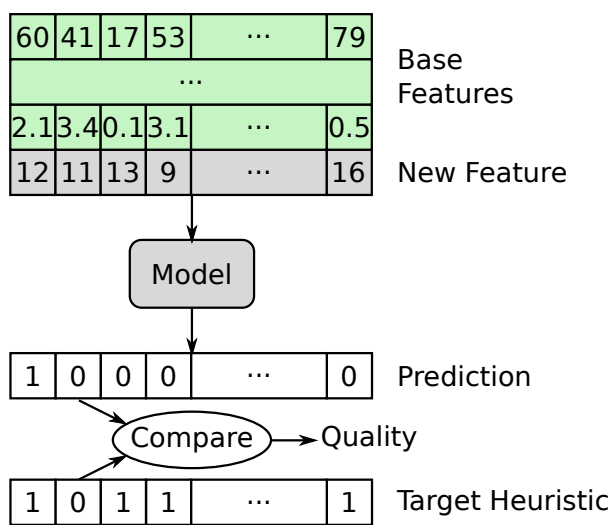 60 41 17 53 ... 79
Base
Features
...
2.1 3.4 0.1 3.1 ... 0.5
12 11 13 9 ... 16
New Feature
Model
1 0 0 0 ... 0
Prediction
Compare
Quality
1 0 1 1 ... 1
Target Heuristic